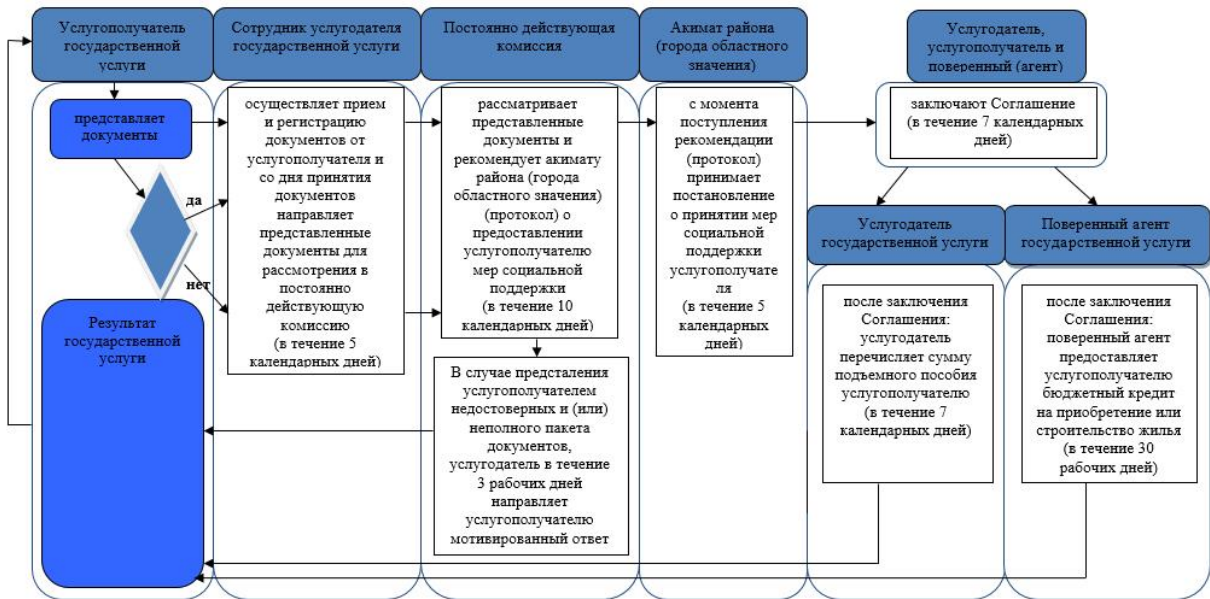 Услугополучатель
государственной
услуги
Сотрудник услугодателя
государственной услуги
Постоянно действующая
комиссия
Акимат района
(города областного
значения)
Услугодатель,
услугополучатель и
поверенный (агент)
представляет
документы
да
нет
осуществляет прием
и регистрацию
документов от
услугополучателя и
со дня принятия
документов
направляет
представленные
документы для
рассмотрения в
постоянно
действующую
комиссию
(в течение 5
календарных дней)
рассматривает
представленные
документы и
рекомендует акимату
района (города
областного значения)
(протокол) о
предоставлении
услугополучателю
мер социальной
поддержки
(в течение 10
календарных дней)
с момента
поступления
рекомендации
(протокол)
принимает
постановление
о принятии мер
социальной
поддержки
услугополучате
ля
(в течение 5
календарных
дней)
заключают Соглашение
(в течение 7 календарных
дней)
Услугодатель
государственной услуги
Поверенный агент
государственной услуги
Результат
государственной
услуги
В случае предсталения
услугополучателем
недостоверных и (или)
неполного пакета
документов,
услугодатель в течение
3 рабочих дней
направляет
услугополучателю
мотивированный ответ
после заключения
Соглашения:
услугодатель
перечисляет сумму
подъемного пособия
услугополучателю
(в течение 7
календарных дней)
после заключения
Соглашения:
поверенный агент
предоставляет
услугополучателю
бюджетный кредит
на приобретение или
строительство жилья
(в течение 30
рабочих дней)